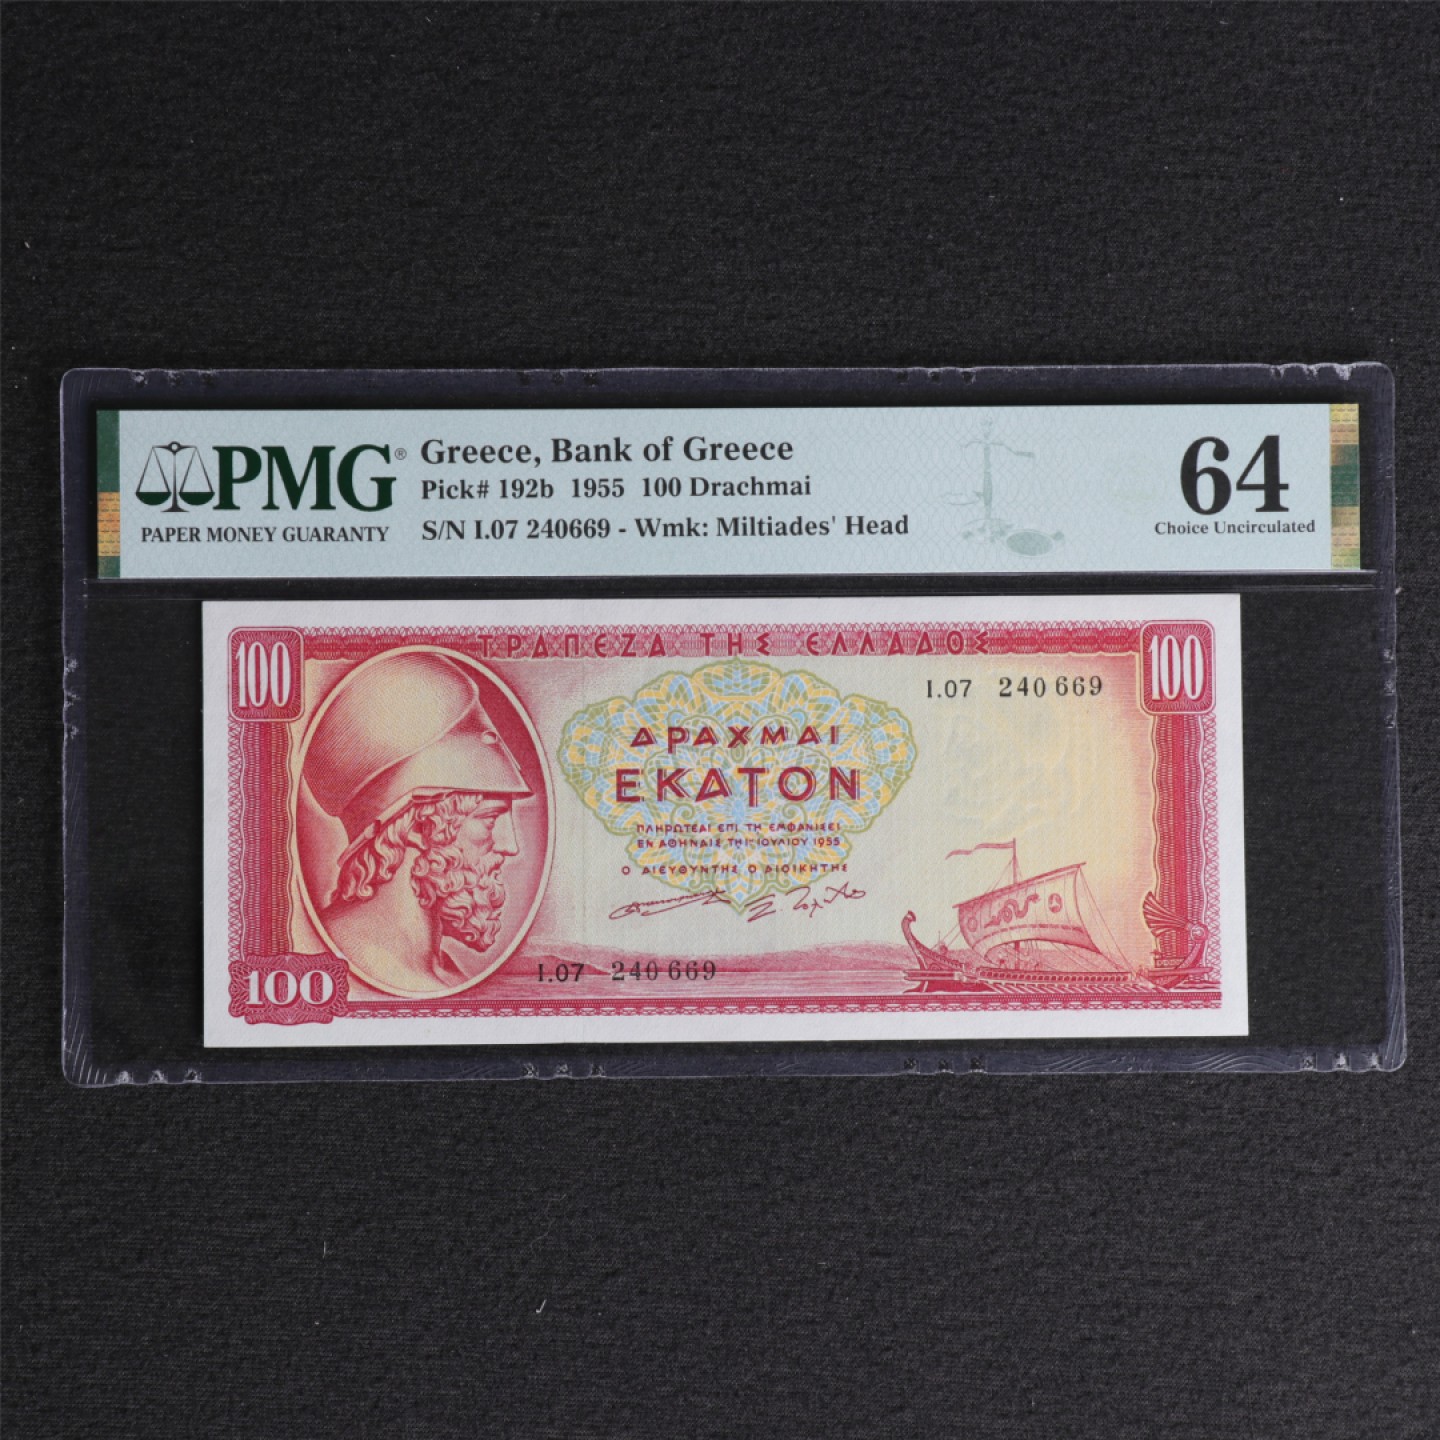 PMG®
PAPER MONEY GUARANTY
Greece, Bank of Greece
Pick# 192b 1955 100 Drachmai
S/N I.07 240669 - Wmk: Miltiades' Head
64
Choice Uncirculated
100
ΤΡΑΠΕΖΑ ΤΗΣ ΕΛΛΑΔΟΣ
100
I.07 240669
ΔΡΑΧΜΑΙ
ΕΚΑΤΟΝ
ΠΛΗΡΩΤΕΑΙ ΕΠΙ ΤΗ ΕΜΦΑΝΙΣΕΙ
ΕΝ ΑΘΗΝΑΙΣ ΤΗ 1ῃ ΙΟΥΛΙΟΥ 1955
Ο ΔΙΕΥΘΥΝΤΗΣ Ο ΔΙΟΙΚΗΤΗΣ
I.07 240669
100